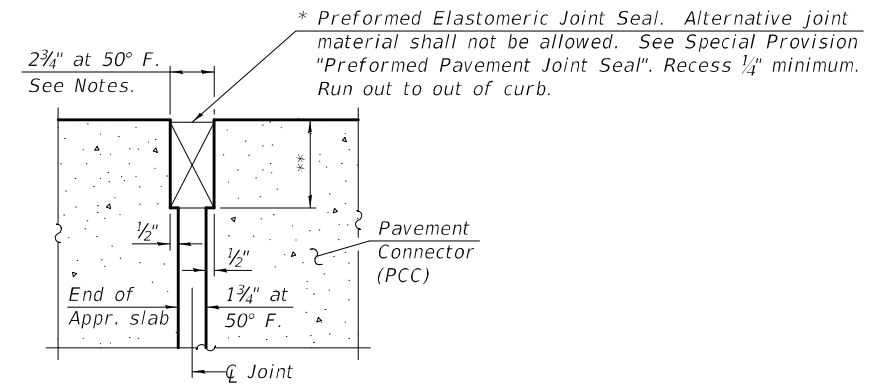 * Preformed Elastomeric Joint Seal. Alternative joint
material shall not be allowed. See Special Provision
"Preformed Pavement Joint Seal". Recess ¼" minimum.
Run out to out of curb.
2¾" at 50° F.
See Notes.
**
½"
½"
Pavement
Connector
(PCC)
End of
Appr. slab
1¾" at
50° F.
℄ Joint